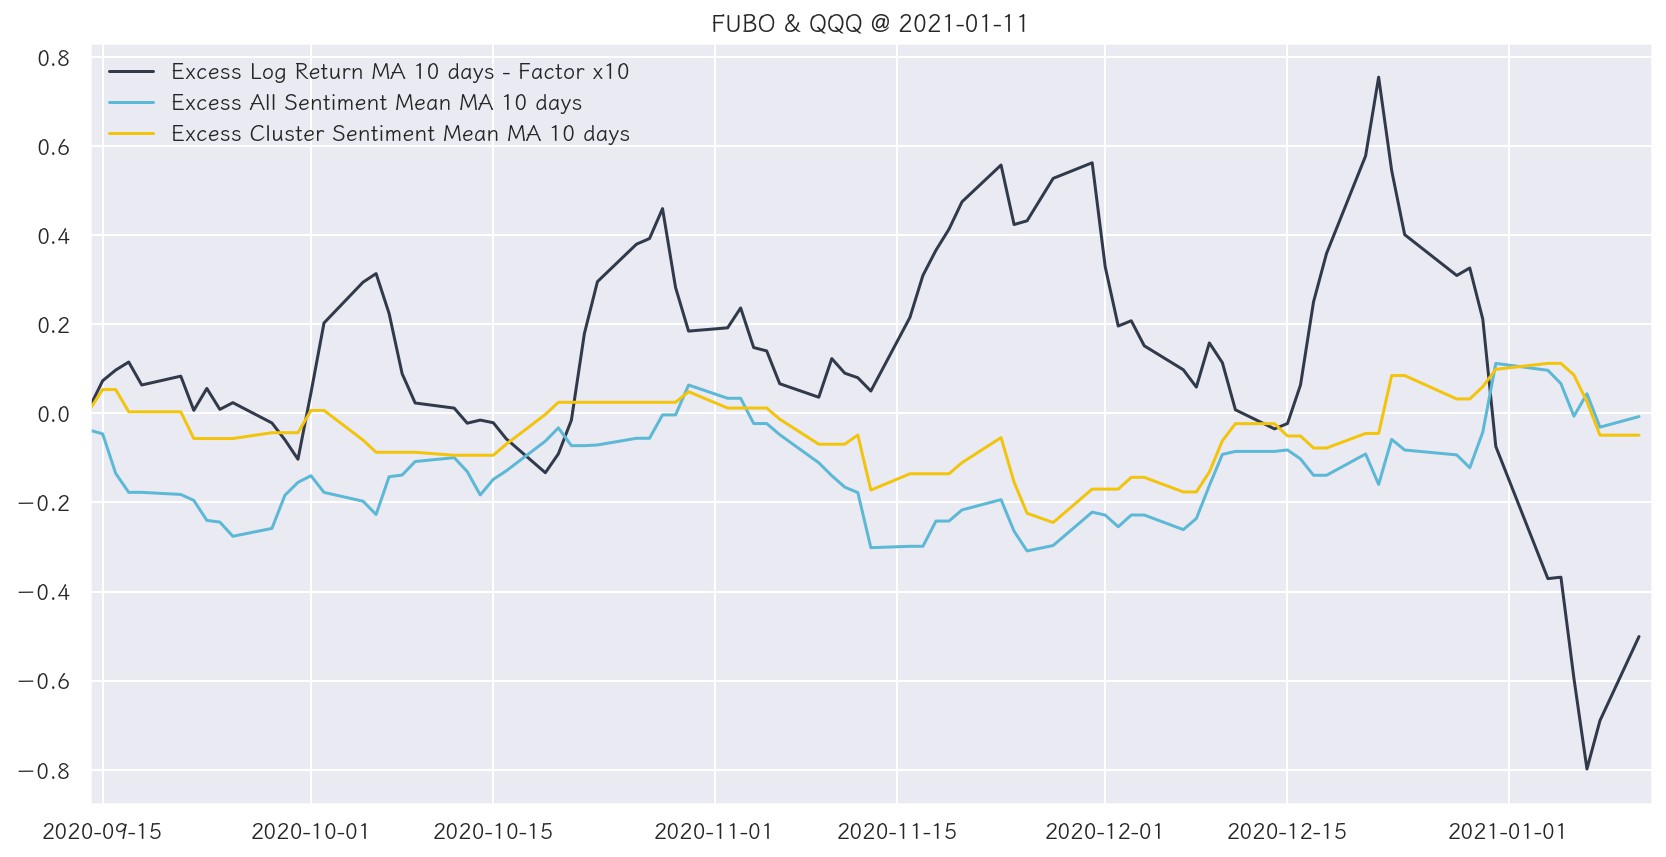 FUBO & QQQ @ 2021-01-11
Excess Log Return MA 10 days - Factor x10
Excess All Sentiment Mean MA 10 days
Excess Cluster Sentiment Mean MA 10 days
0.8
0.6
0.4
0.2
0.0
−0.2
−0.4
−0.6
−0.8
2020-09-15 2020-10-01 2020-10-15 2020-11-01 2020-11-15 2020-12-01 2020-12-15 2021-01-01